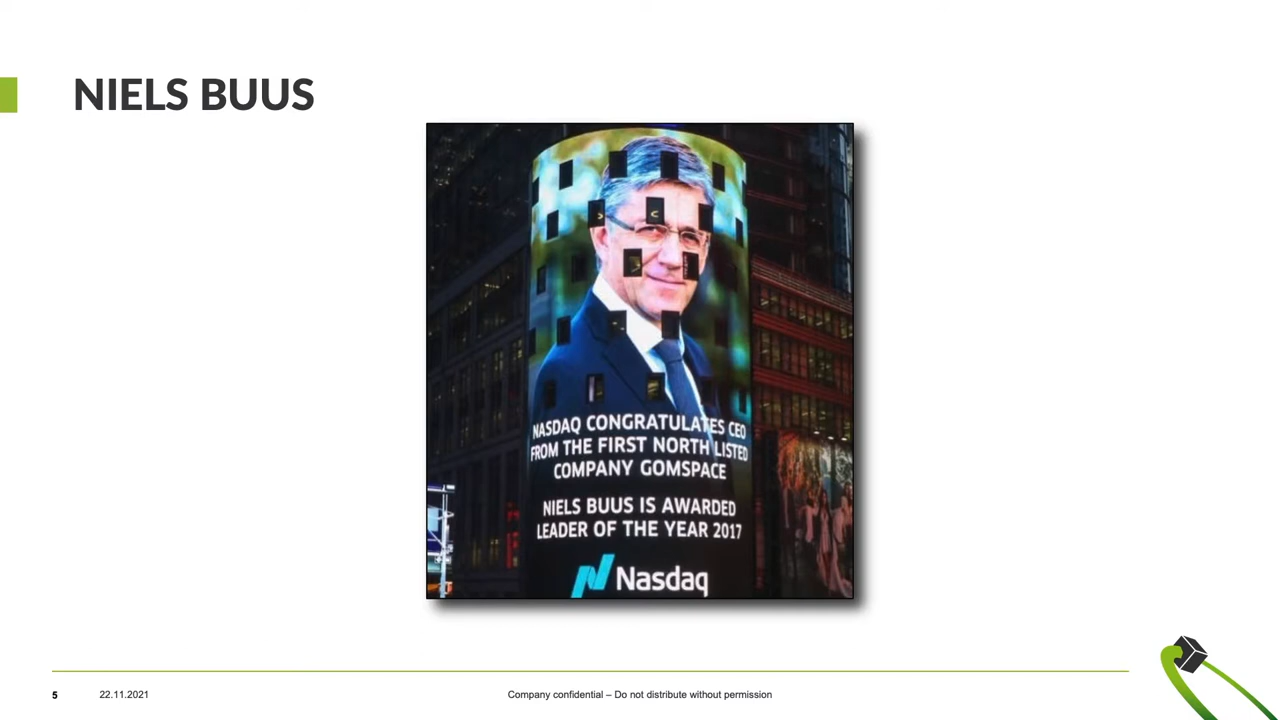 NIELS BUUS
NASDAQ CONGRATULATES CEO
FROM THE FIRST NORTH LISTED
COMPANY GOMSPACE
NIELS BUUS IS AWARDED
LEADER OF THE YEAR 2017
Nasdaq
5 22.11.2021 Company confidential – Do not distribute without permission